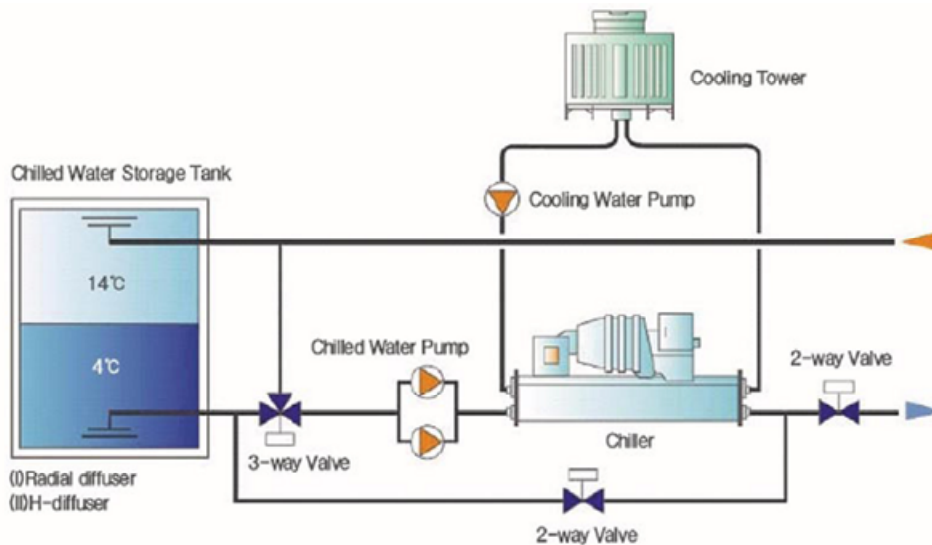 Cooling Tower
Chilled Water Storage Tank
Cooling Water Pump
14℃
Chilled Water Pump
4℃
2-way Valve
3-way Valve
Chiller
(I)Radial diffuser
(II)H-diffuser
2-way Valve